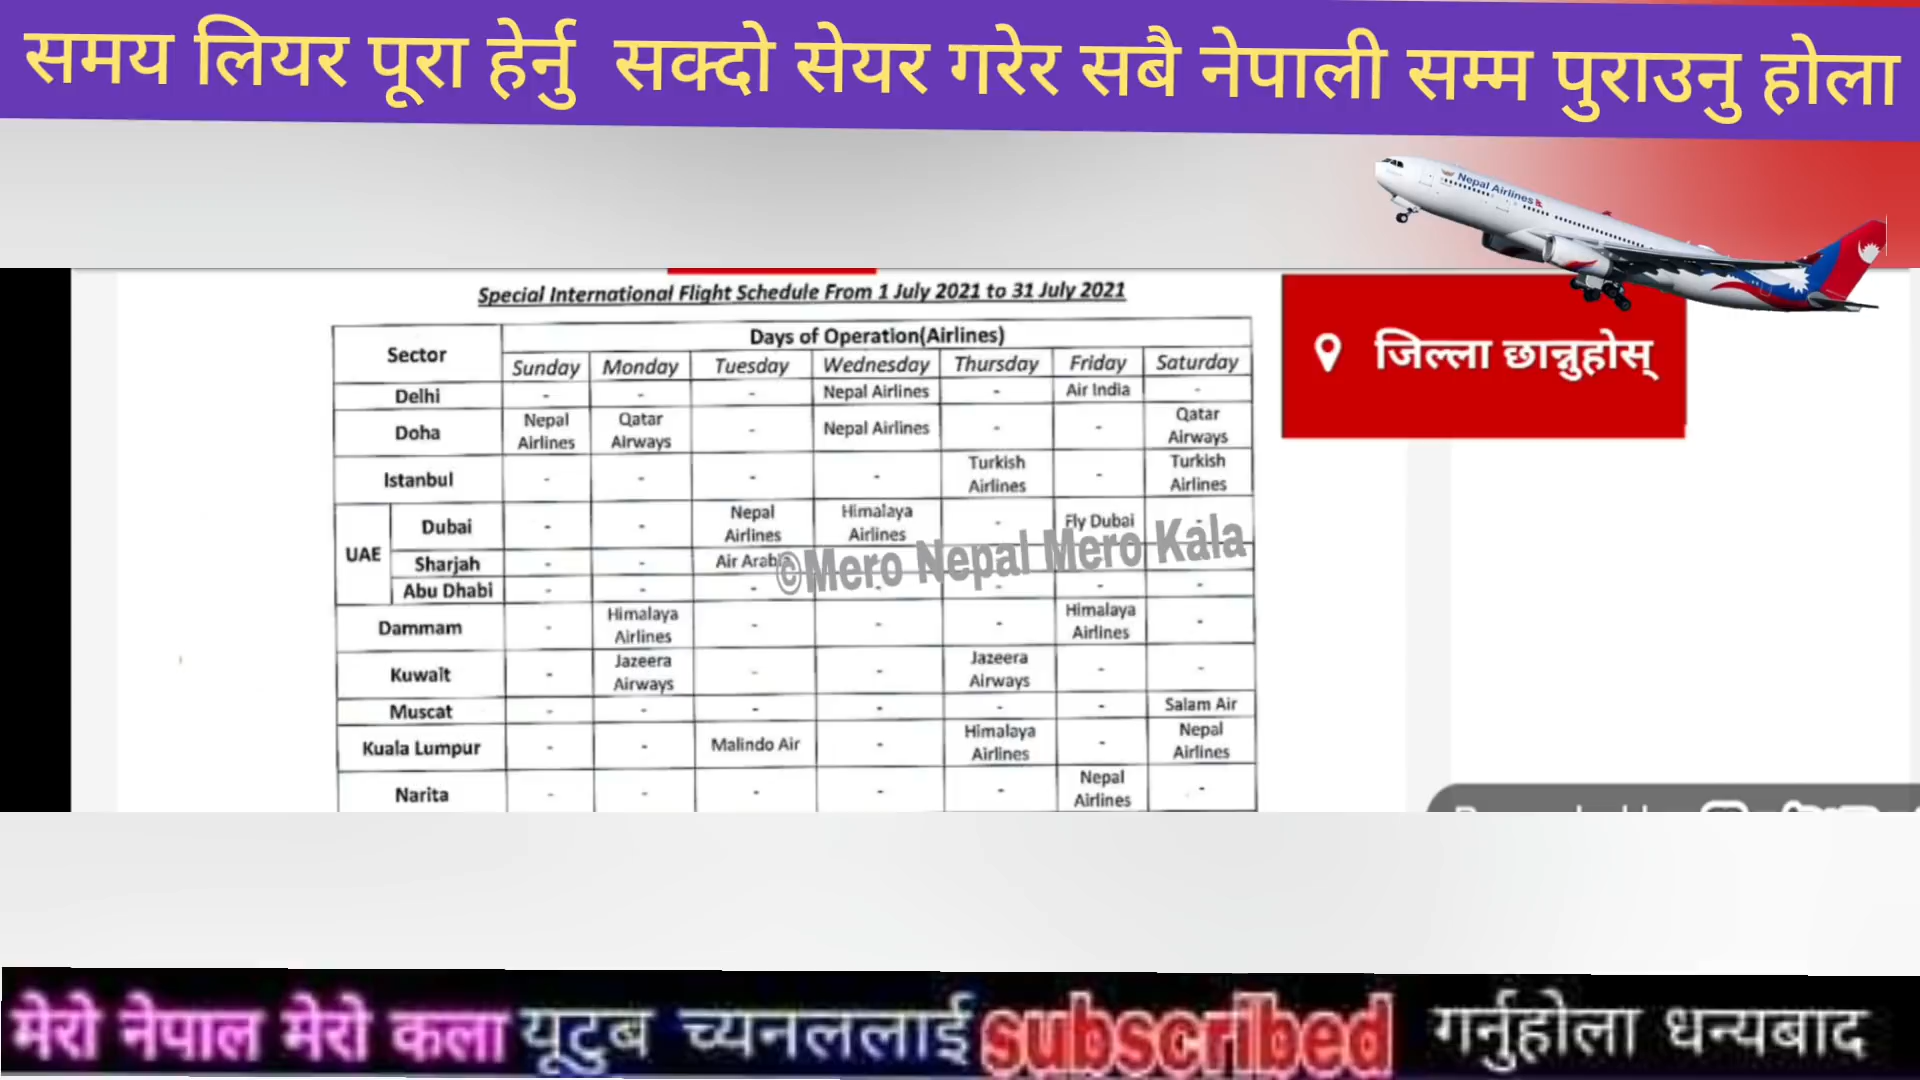 समय लियर पूरा हेर्नु सक्दो सेयर गरेर सबै नेपाली सम्म पुराउनु होला
Nepal Airlines
Special International Flight Schedule From 1 July 2021 to 31 July 2021
जिल्ला छान्नुहोस्
Sector Days of Operation(Airlines)
Sunday Monday Tuesday Wednesday Thursday Friday Saturday
Delhi - - - Nepal Airlines - Air India -
Doha Nepal Airlines Qatar Airways - Nepal Airlines - - Qatar Airways
Istanbul - - - - Turkish Airlines - Turkish Airlines
UAE Dubai - - Nepal Airlines Himalaya Airlines - Fly Dubai -
Sharjah - - Air Arabia - - - -
Abu Dhabi - - - - - - -
©Mero Nepal Mero Kala
Dammam - Himalaya Airlines - - - Himalaya Airlines -
Kuwait - Jazeera Airways - - Jazeera Airways - -
Muscat - - - - - - Salam Air
Kuala Lumpur - - Malindo Air - Himalaya Airlines - Nepal Airlines
Narita - - - - - Nepal Airlines -
मेरो नेपाल मेरो कला यूटुब च्यनललाई subscribed गर्नुहोला धन्यबाद